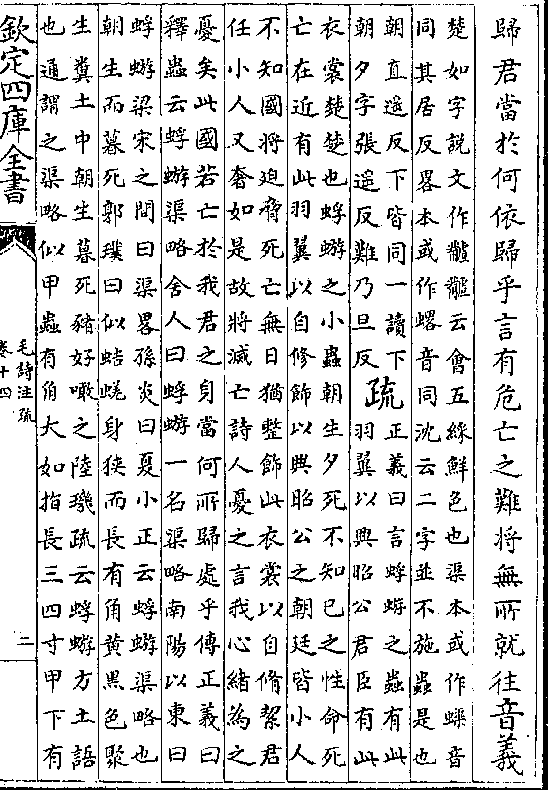 歸君當於何依歸乎言有危亡之難將無所就往音義
楚如字說文作䰍䰍云會五綵鮮色也渠本或作螶音
同其居反畧本或作䗉音同沈云二字並不施蟲是也
朝直遥反下皆同一讀下
朝夕字張遥反難乃旦反
疏
正義曰言蜉蝣之蟲有此
羽翼以興昭公君臣有此
衣裳楚楚也蜉蝣之小蟲朝生夕死不知已之性命死
亡在近有此羽翼以自修飾以興昭公之朝廷皆小人
不知國將迫脅死亡無日猶整飾此衣裳以自脩絜君
任小人又奢如是故將滅亡詩人憂之言我心緒為之
憂矣此國若亡於我君之身當何所歸處乎傳正義曰
釋蟲云蜉蝣渠略舍人曰蜉蝣一名渠略南陽以東曰
蜉蝣梁宋之間曰渠畧孫炎曰夏小正云蜉蝣渠略也
朝生而暮死郭璞曰似蛣蜣身狹而長有角黃黑色聚
生糞土中朝生暮死豬好噉之陸璣疏云蜉蝣方土語
也通謂之渠略似甲蟲有角大如指長三四寸甲下有
欽定四庫全書
毛詩注疏
卷十四
二